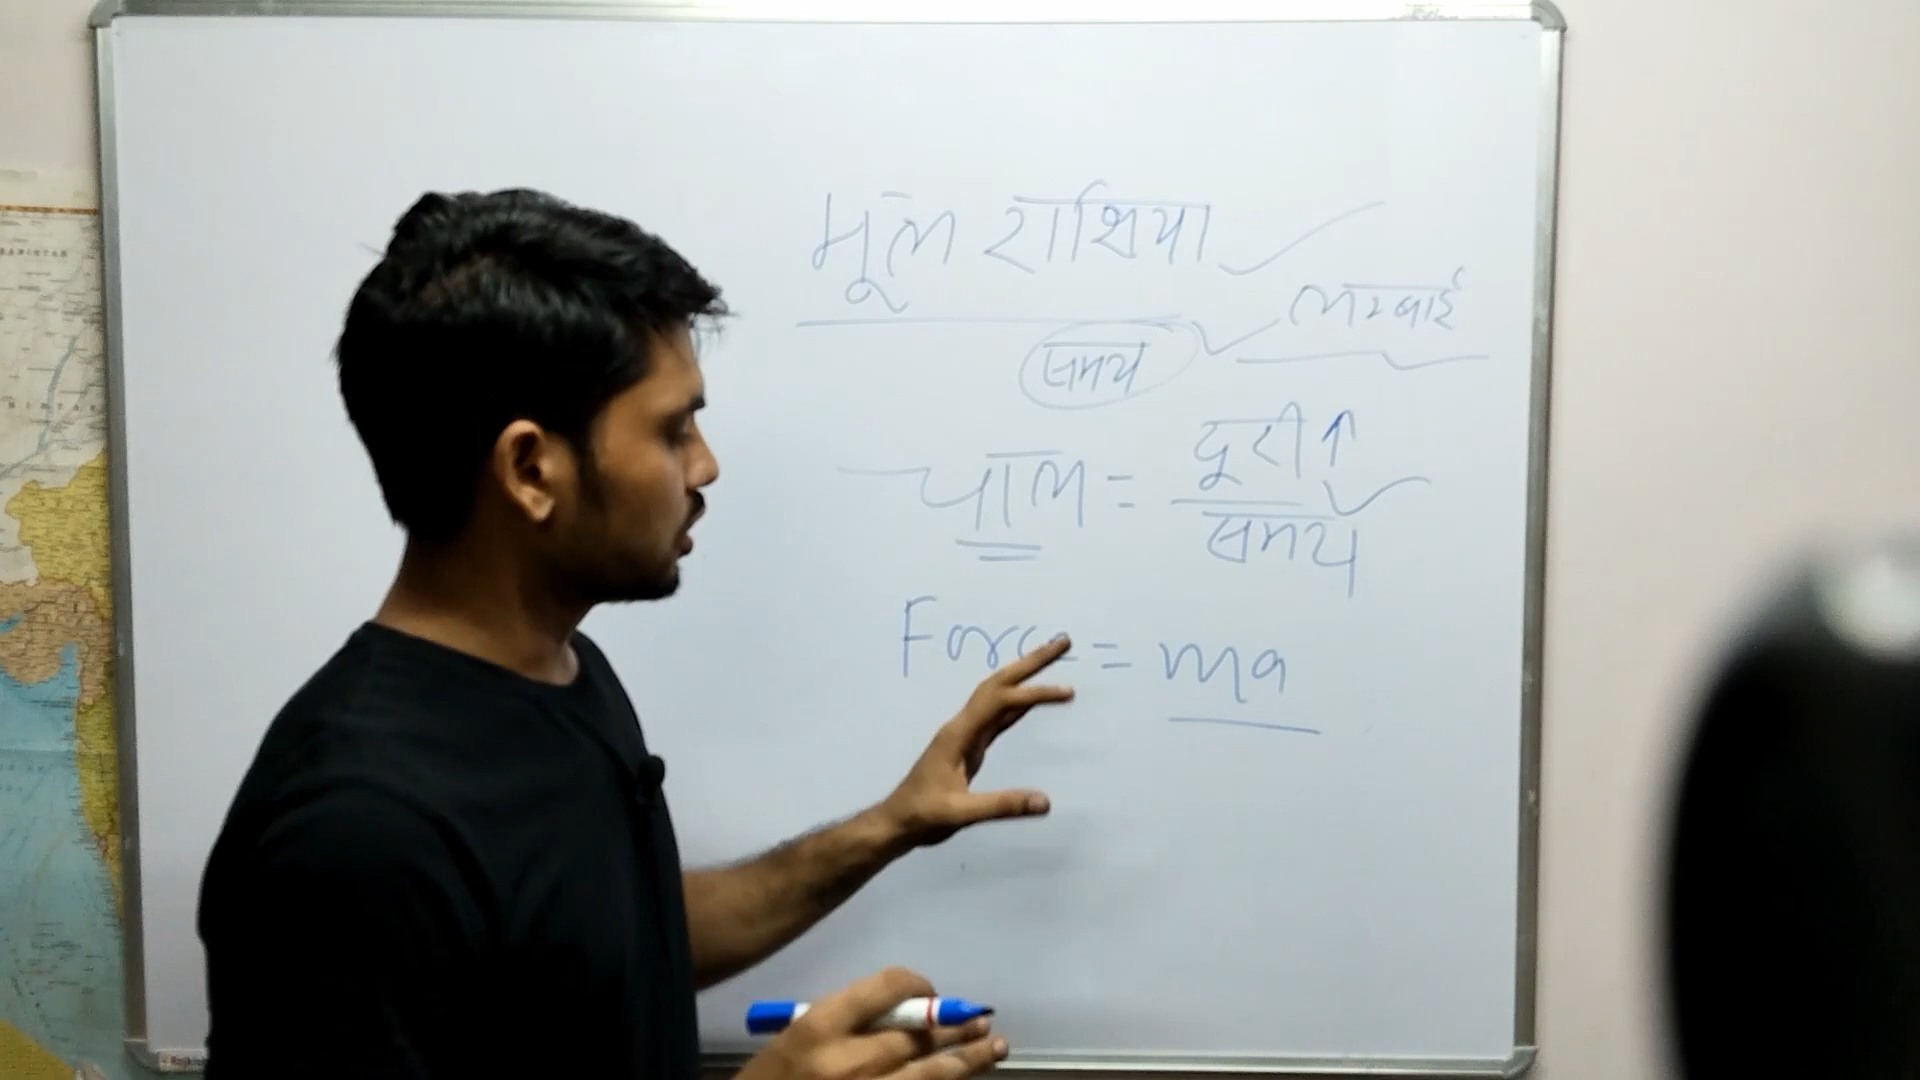 मूल राशिया
लम्बाई
समय
चाल = दूरी
समय
Force = ma